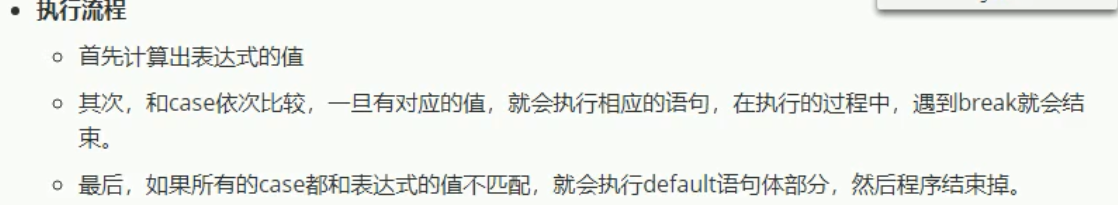 执行流程
首先计算出表达式的值
其次，和case依次比较，一旦有对应的值，就会执行相应的语句，在执行的过程中，遇到break就会结
束。
最后，如果所有的case都和表达式的值不匹配，就会执行default语句体部分，然后程序结束掉。